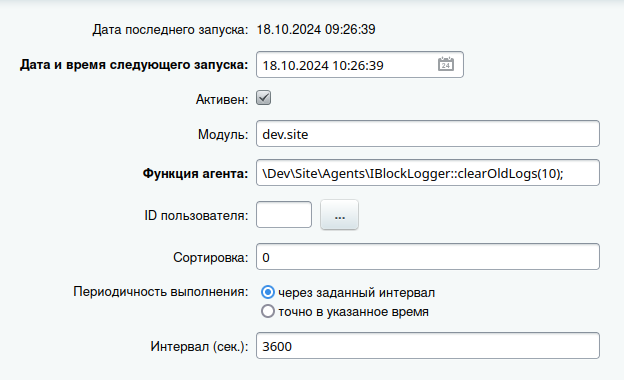 Дата последнего запуска: 18.10.2024 09:26:39
Дата и время следующего запуска: 18.10.2024 10:26:39 24
Активен:
Модуль: dev.site
Функция агента: \Dev\Site\Agents\IBlockLogger::clearOldLogs(10);
ID пользователя: ...
Сортировка: 0
Периодичность выполнения: через заданный интервал
точно в указанное время
Интервал (сек.): 3600